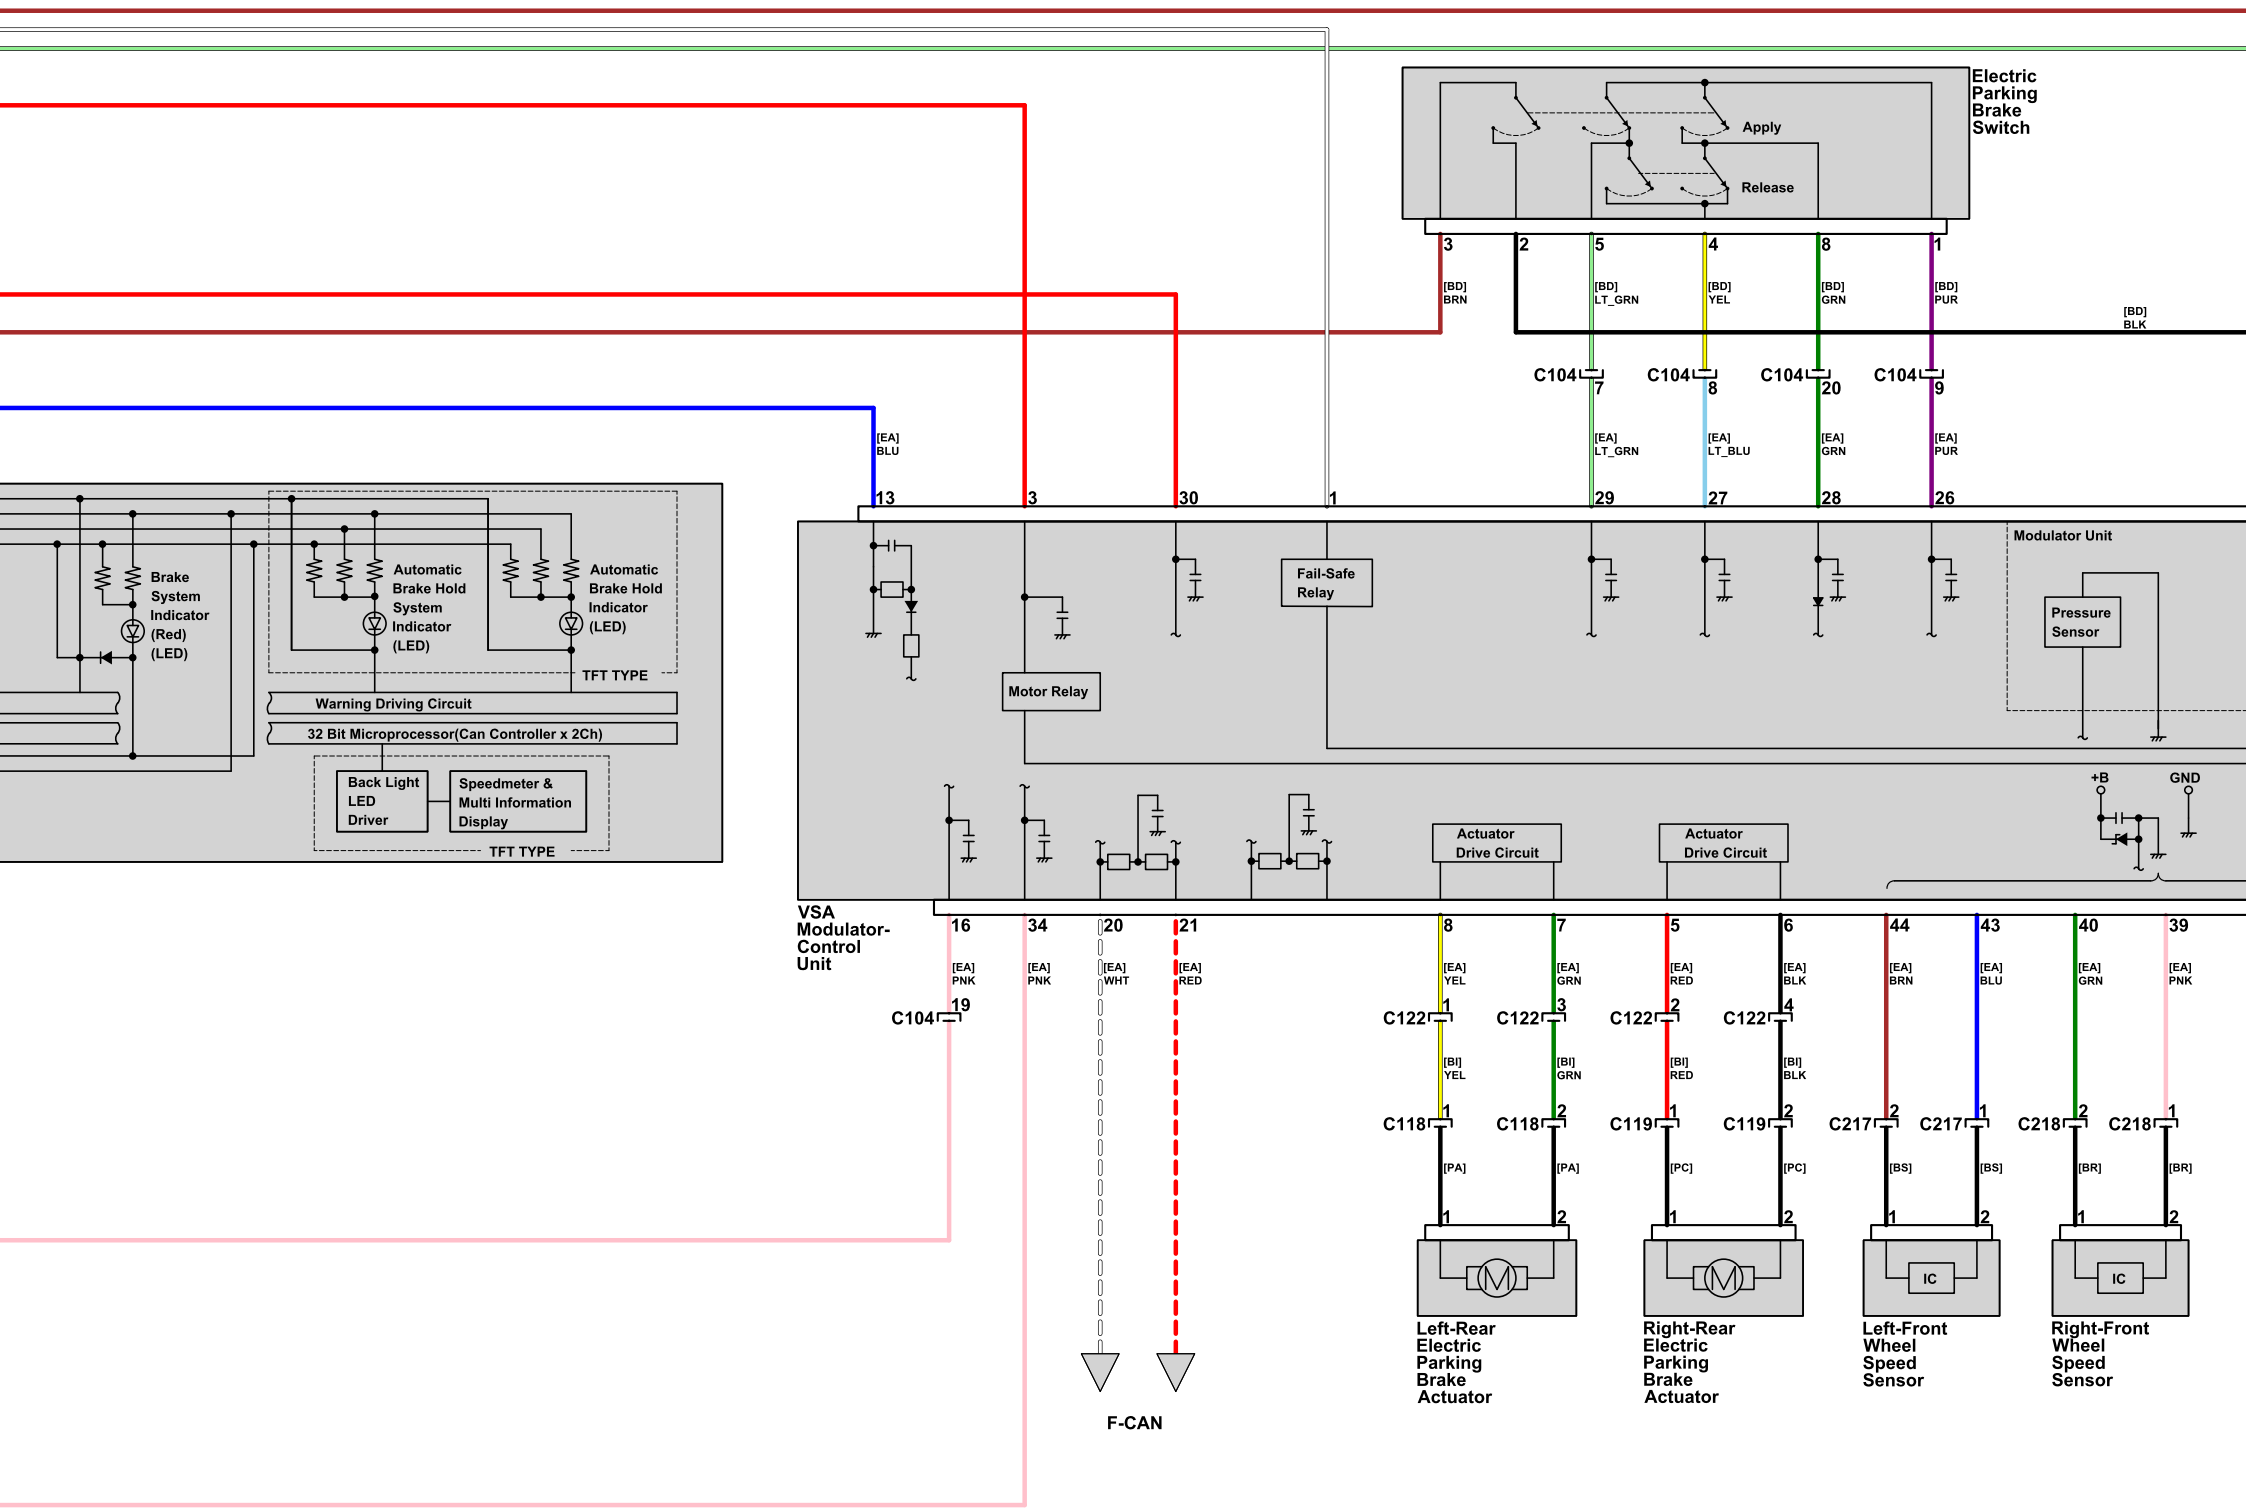 Electric
Parking
Brake
Switch
Apply
Release
3
2
5
4
8
1
[BD]
BRN
[BD]
LT_GRN
[BD]
YEL
[BD]
GRN
[BD]
PUR
[BD]
BLK
C104
7
C104
8
C104
20
C104
9
[EA]
BLU
[EA]
LT_GRN
[EA]
LT_BLU
[EA]
GRN
[EA]
PUR
13
3
30
1
29
27
28
26
Brake
System
Indicator
(Red)
(LED)
Automatic
Brake Hold
System
Indicator
(LED)
Automatic
Brake Hold
Indicator
(LED)
TFT TYPE
Warning Driving Circuit
32 Bit Microprocessor(Can Controller x 2Ch)
Back Light
LED
Driver
Speedmeter &
Multi Information
Display
TFT TYPE
Fail-Safe
Relay
Motor Relay
Modulator Unit
Pressure
Sensor
+B
GND
Actuator
Drive Circuit
Actuator
Drive Circuit
VSA
Modulator-
Control
Unit
16
34
20
21
8
7
5
6
44
43
40
39
[EA]
PNK
[EA]
PNK
[EA]
WHT
[EA]
RED
[EA]
YEL
[EA]
GRN
[EA]
RED
[EA]
BLK
[EA]
BRN
[EA]
BLU
[EA]
GRN
[EA]
PNK
C104
19
C122
1
C122
3
C122
2
C122
4
[BI]
YEL
[BI]
GRN
[BI]
RED
[BI]
BLK
C118
1
C118
2
C119
1
C119
2
C217
2
C217
1
C218
2
C218
1
[PA]
[PA]
[PC]
[PC]
[BS]
[BS]
[BR]
[BR]
1
2
1
2
1
2
1
2
M
M
IC
IC
Left-Rear
Electric
Parking
Brake
Actuator
Right-Rear
Electric
Parking
Brake
Actuator
Left-Front
Wheel
Speed
Sensor
Right-Front
Wheel
Speed
Sensor
F-CAN